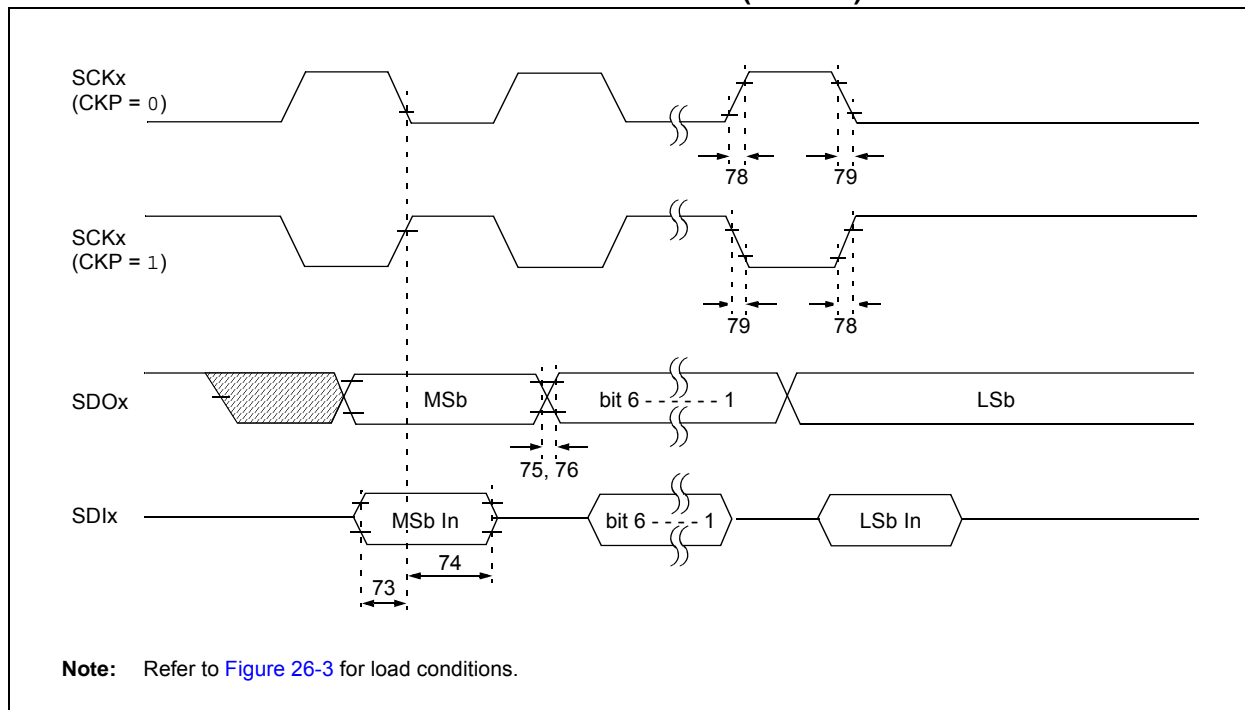 SCKx
(CKP = 0)
78
79
SCKx
(CKP = 1)
79
78
SDOx
MSb
bit 6 - - - - - - 1
LSb
75, 76
SDIx
MSb In
bit 6 - - - - 1
LSb In
74
73
Note: Refer to Figure 26-3 for load conditions.